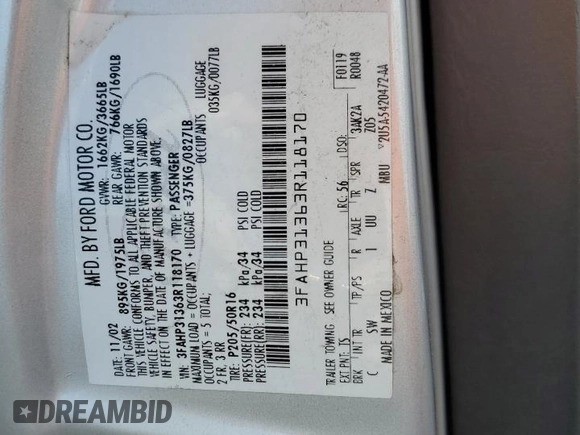 MFD. BY FORD MOTOR CO.
DATE: 11/02 GVWR: 1662KG/3665LB
FRONT GAWR: 895KG/1975LB REAR GAWR: 766KG/1690LB
THIS VEHICLE CONFORMS TO ALL APPLICABLE FEDERAL MOTOR
VEHICLE SAFETY, BUMPER, AND THEFT PREVENTION STANDARDS
IN EFFECT ON THE DATE OF MANUFACTURE SHOWN ABOVE.
VIN: 3FAHP31363R118170 TYPE: PASSENGER
MAXIMUM LOAD = OCCUPANTS + LUGGAGE =375KG/0827LB
OCCUPANTS = 5 TOTAL: OCCUPANTS LUGGAGE
2 FR, 3 RR 035KG/0077LB
TIRE: P205/50R16
PRESSURE(FR): 234 kPa/34 PSI COLD
PRESSURE(RR): 234 kPa/34 PSI COLD
3FAHP31363R118170
TRAILER TOWING SEE OWNER GUIDE F0119
EXT PNT: TS RC: 56 DSO: R0048
BRK INT TR TP/PS R AXLE TR SPR 3AK2A
C SW I UU Z Z05
MADE IN MEXICO MBU ▽2U5A-5420472-AA
DREAMBID